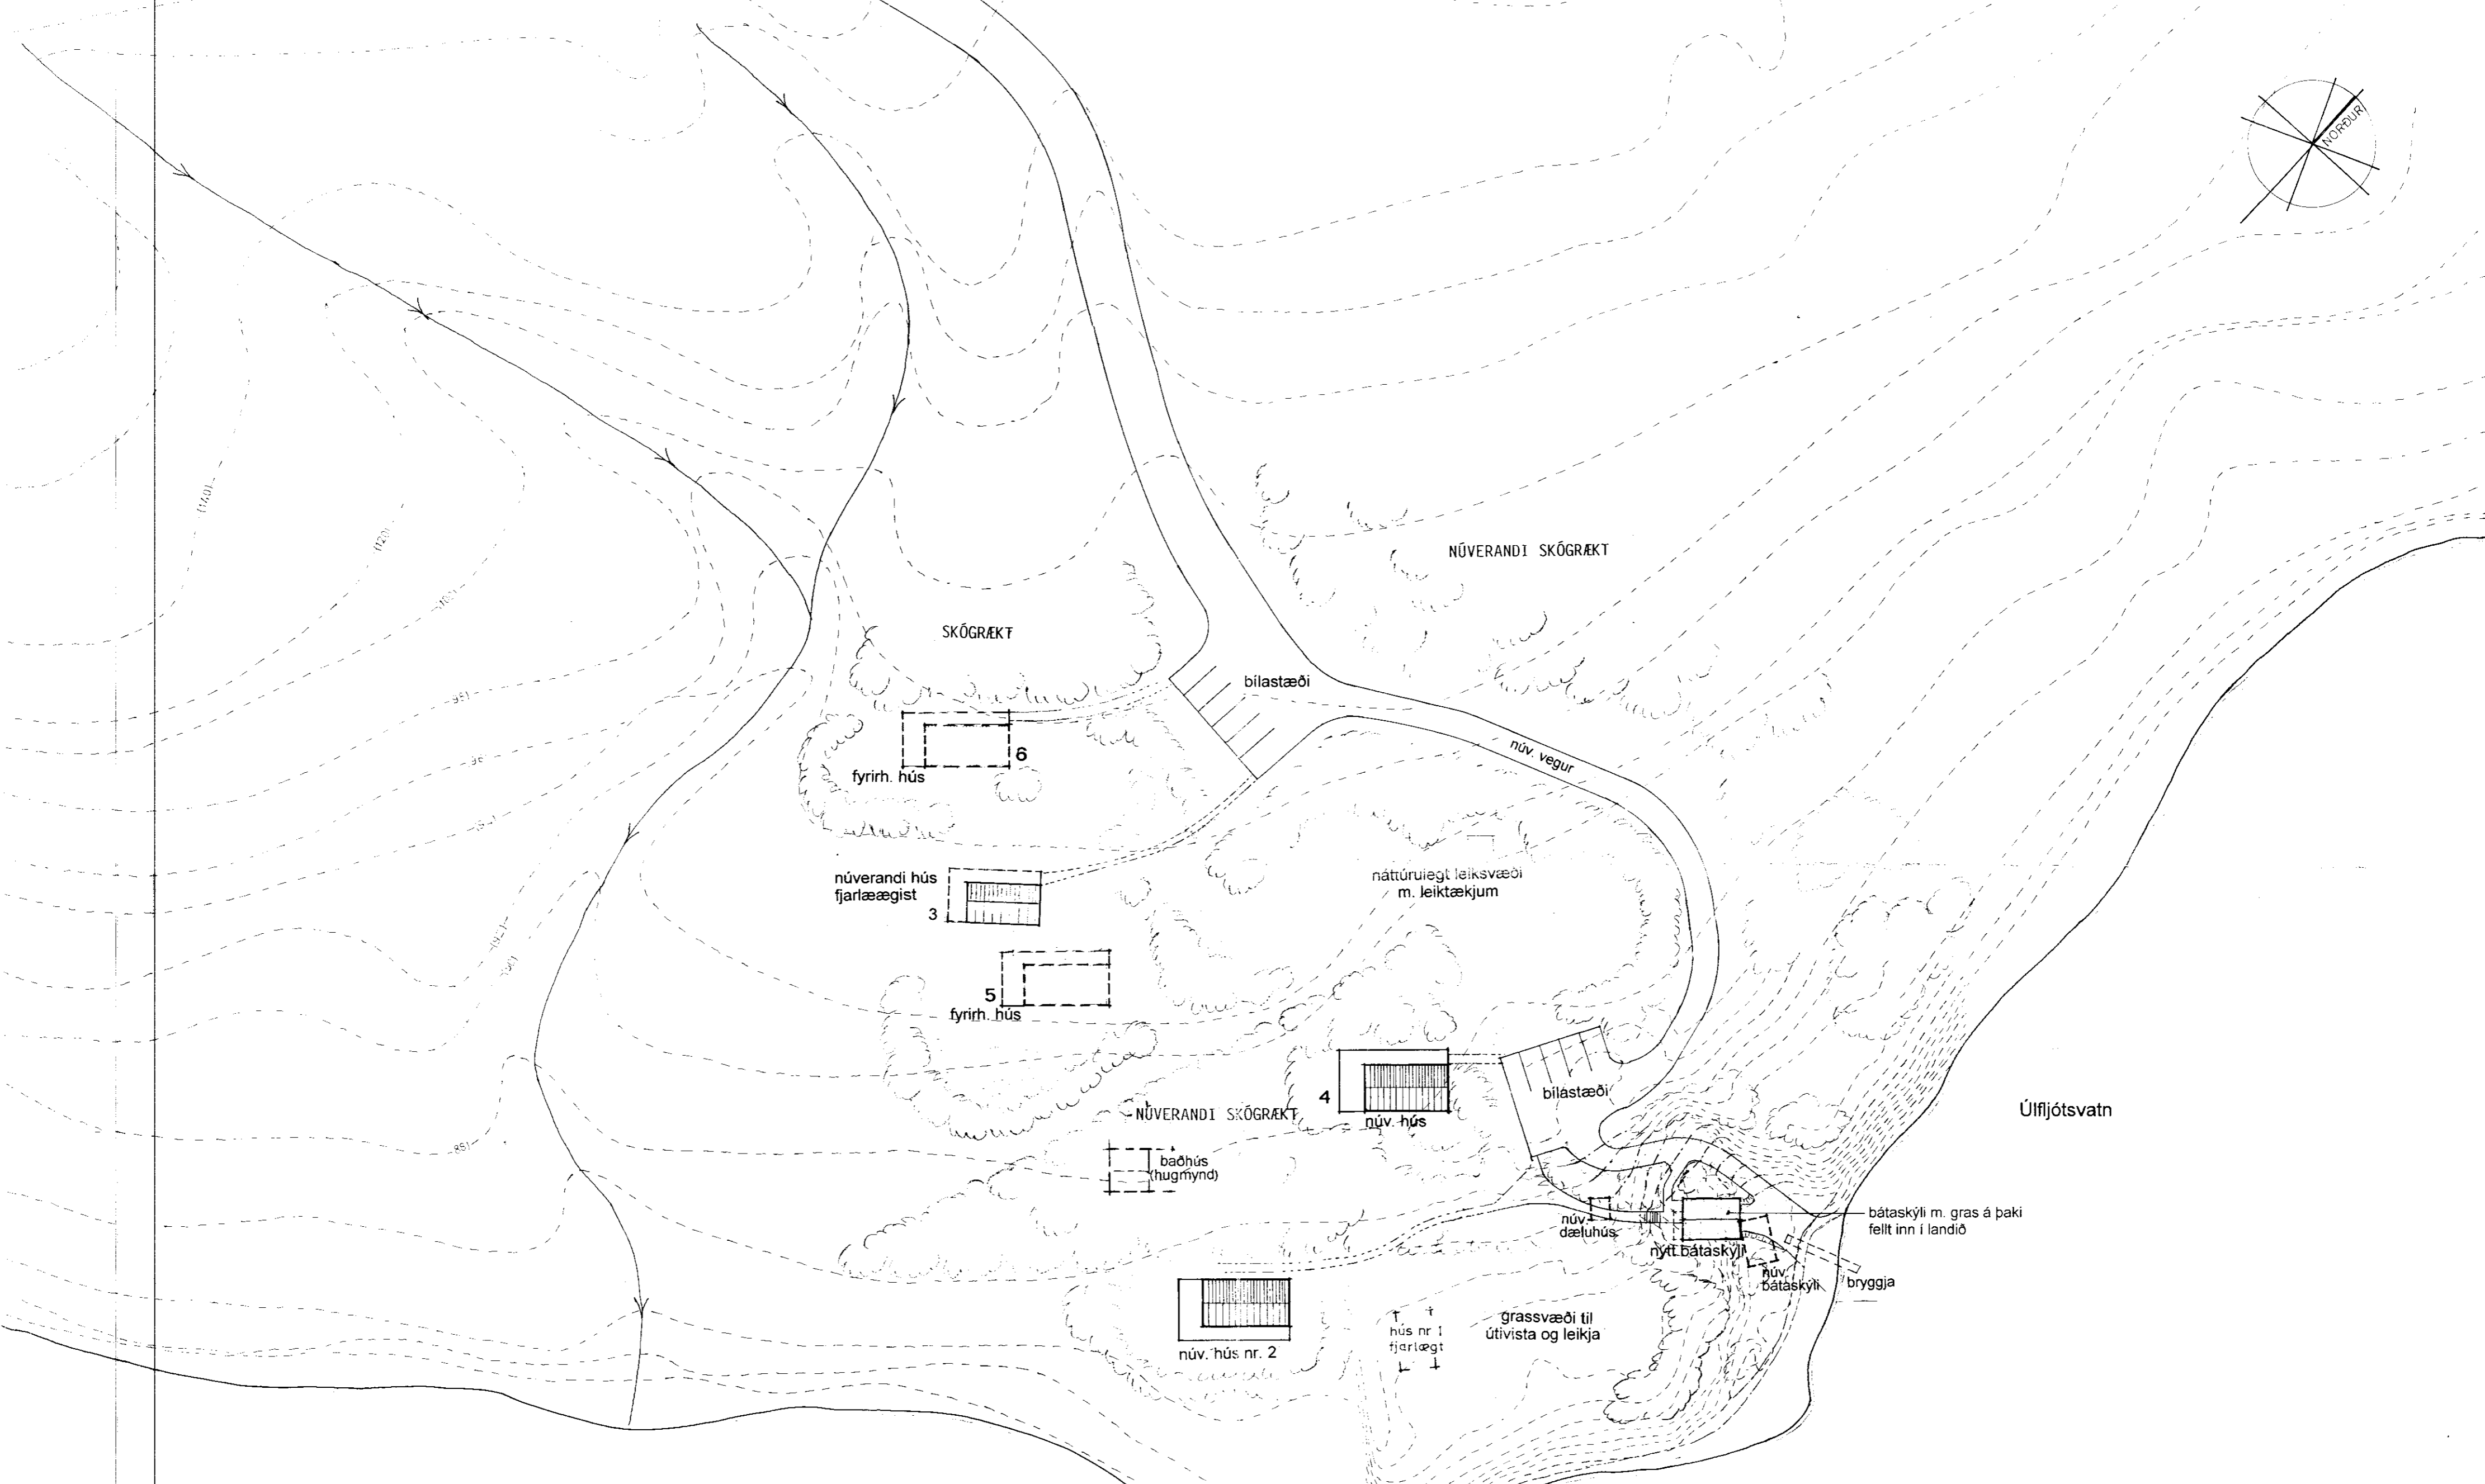 NORÐUR
(140)
(120)
NÚVERANDI SKÓGRÆKT
SKÓGRÆKT
bílastæði
6
fyrirh. hús
núv. vegur
núverandi hús
fjarlæægist
3
náttúrulegt leiksvæði
m. leiktækjum
5
fyrirh. hús
4
núv. hús
bílastæði
NÚVERANDI SKÓGRÆKT
Úlfljótsvatn
baðhús
(hugmynd)
núv.
dæluhús
nýtt bátaskýli
bátaskýli m. gras á þaki
fellt inn í landið
núv.
bátaskýli
bryggja
hús nr 1
fjarlægt
grassvæði til
útivista og leikja
núv. hús nr. 2